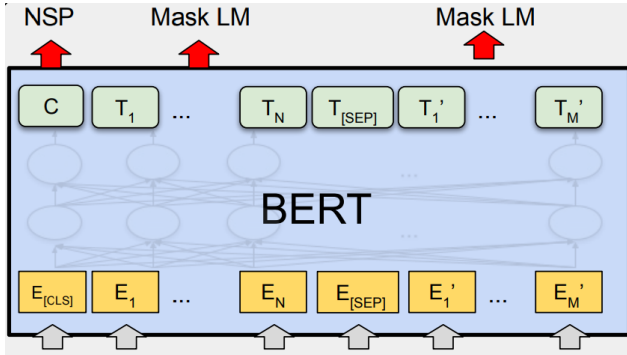 NSP Mask LM Mask LM
C T1 ... TN T[SEP] T1' ... TM'
...
BERT
...
E[CLS] E1 ... EN E[SEP] E1' ... EM'